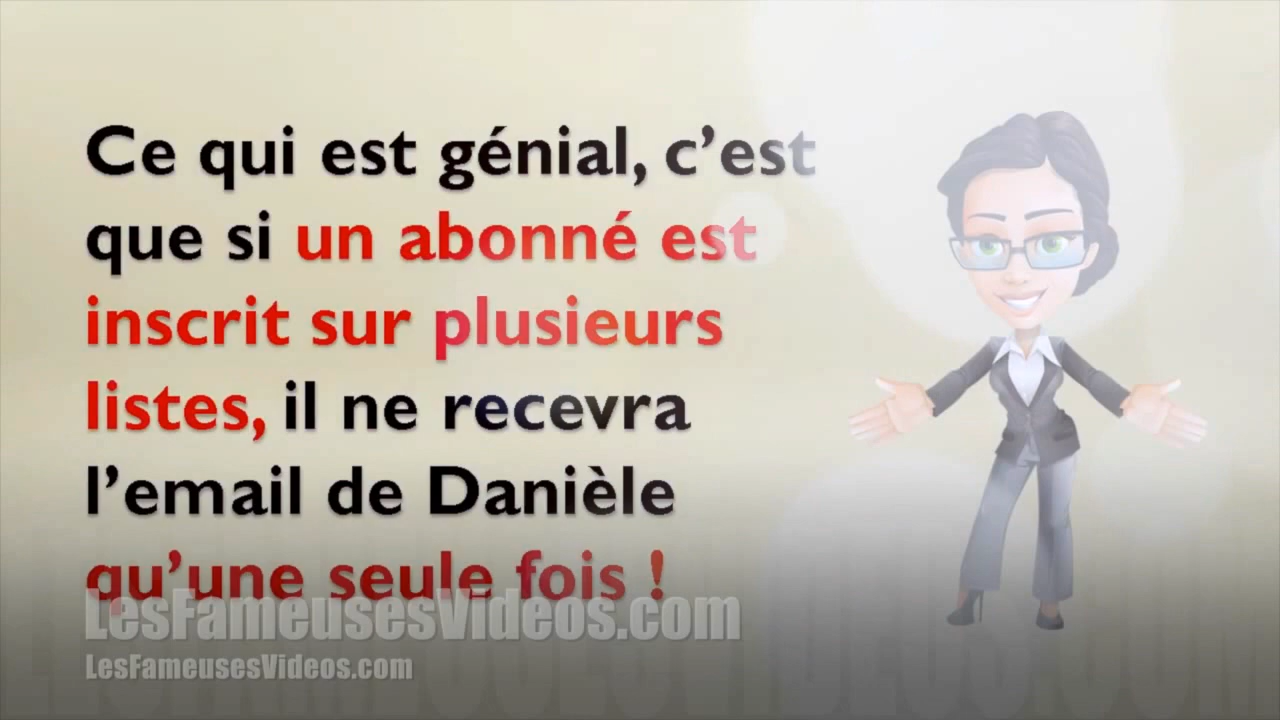 Ce qui est génial, c’est
que si un abonné est
inscrit sur plusieurs
listes, il ne recevra
l’email de Danièle
qu’une seule fois !
LesFameusesVideos.com
LesFameusesVideos.com